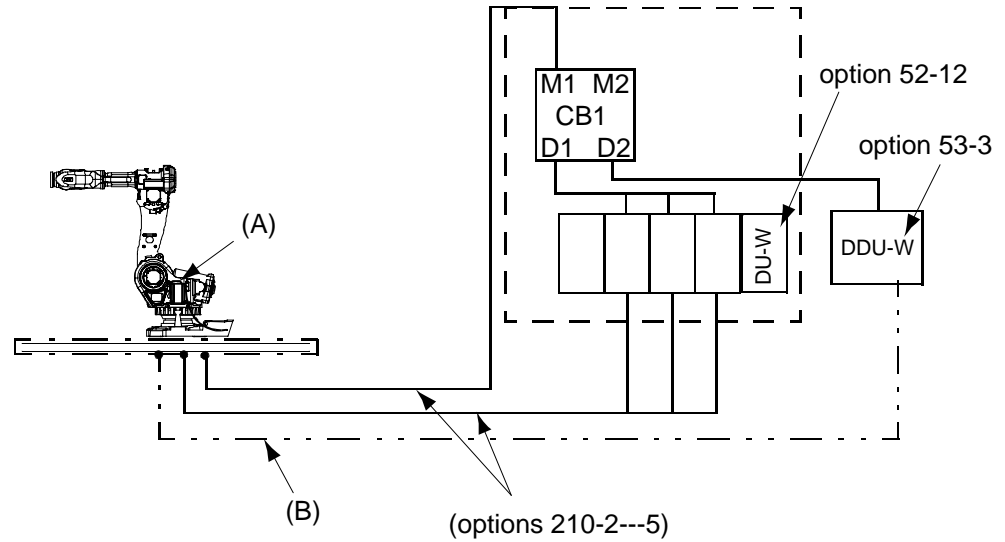 option 52-12
M1 M2
CB1
D1 D2
option 53-3
(A)
DU-W
DDU-W
(B)
(options 210-2---5)